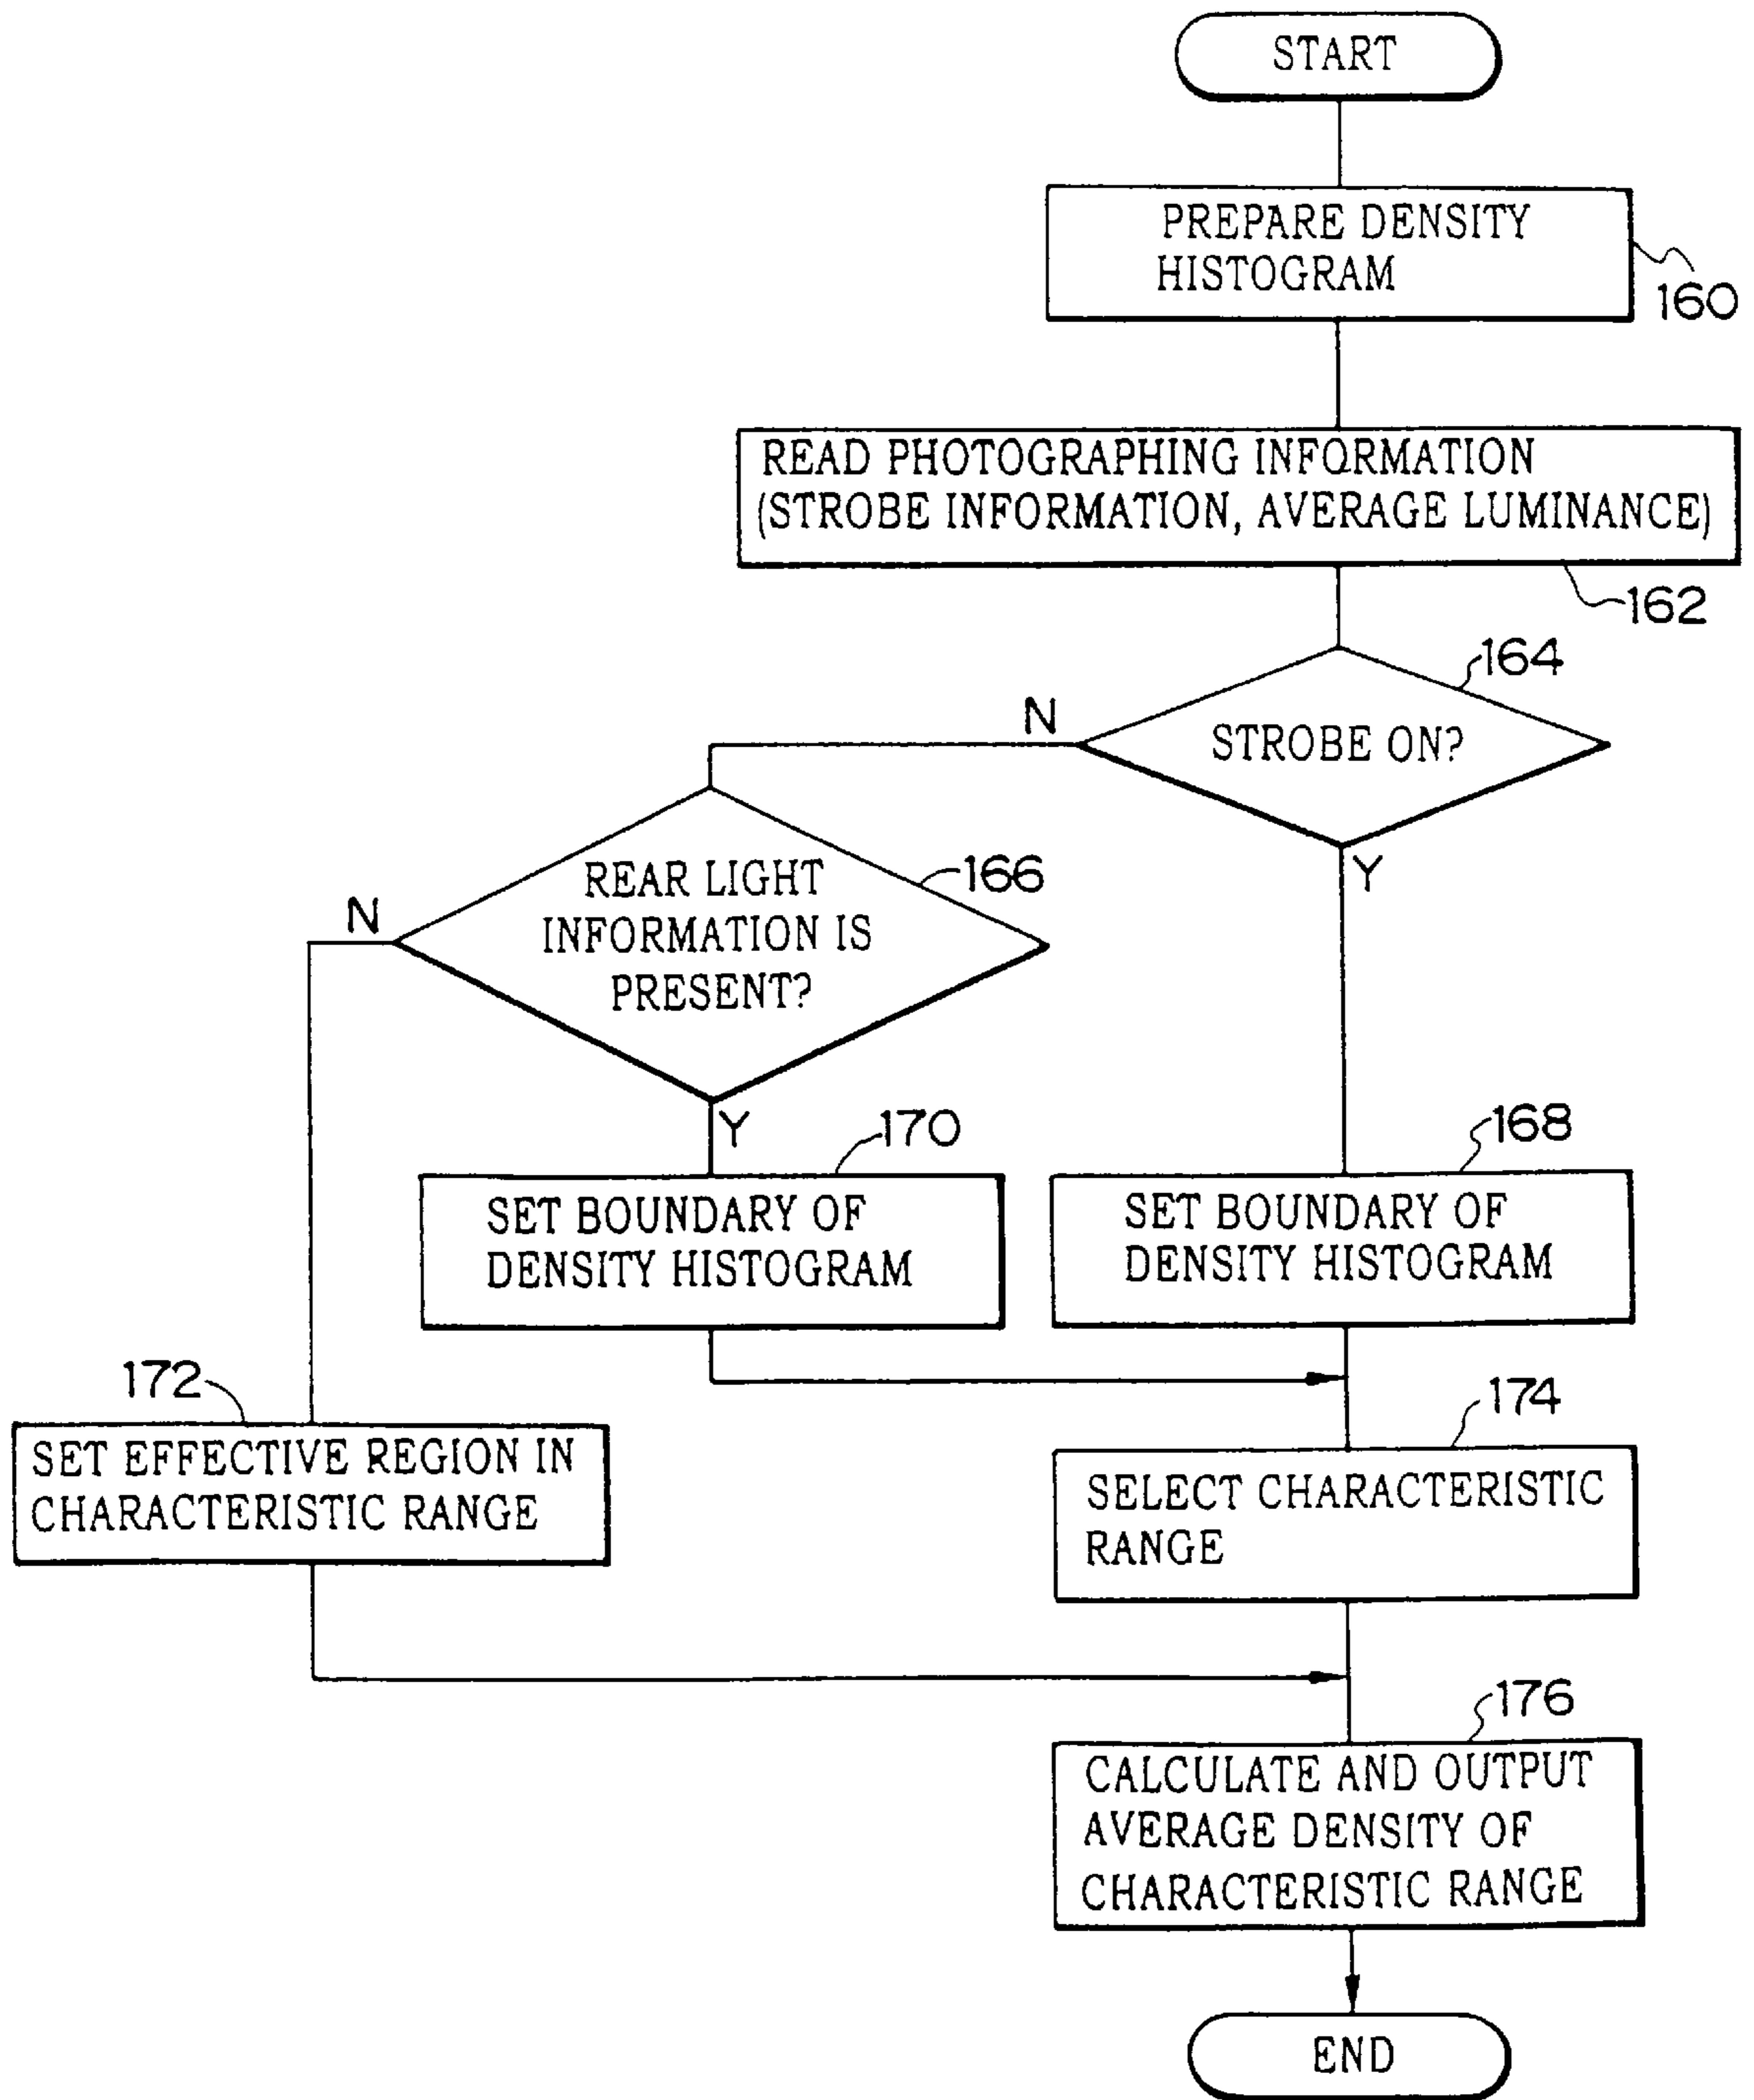 START
PREPARE DENSITY
HISTOGRAM
160
READ PHOTOGRAPHING INFORMATION
(STROBE INFORMATION, AVERAGE LUMINANCE)
162
164
STROBE ON?
N
Y
REAR LIGHT
INFORMATION IS
PRESENT?
166
N
Y
170
SET BOUNDARY OF
DENSITY HISTOGRAM
168
SET BOUNDARY OF
DENSITY HISTOGRAM
172
SET EFFECTIVE REGION IN
CHARACTERISTIC RANGE
174
SELECT CHARACTERISTIC
RANGE
176
CALCULATE AND OUTPUT
AVERAGE DENSITY OF
CHARACTERISTIC RANGE
END